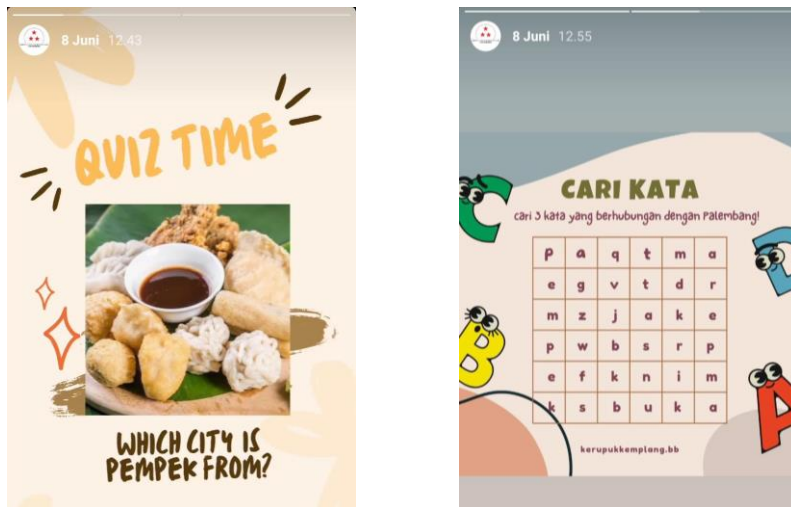 8 Juni 12.43
QUIZ TIME
WHICH CITY IS
PEMPEK FROM?
8 Juni 12.55
C
CARI KATA
cari 3 kata yang berhubungan dengan Palembang!
D
p a q t m a
e g v t d r
m z j a k e
B
p w b s r p
e f k n i m
A
k s b u k a
kerupukkemplang.bb